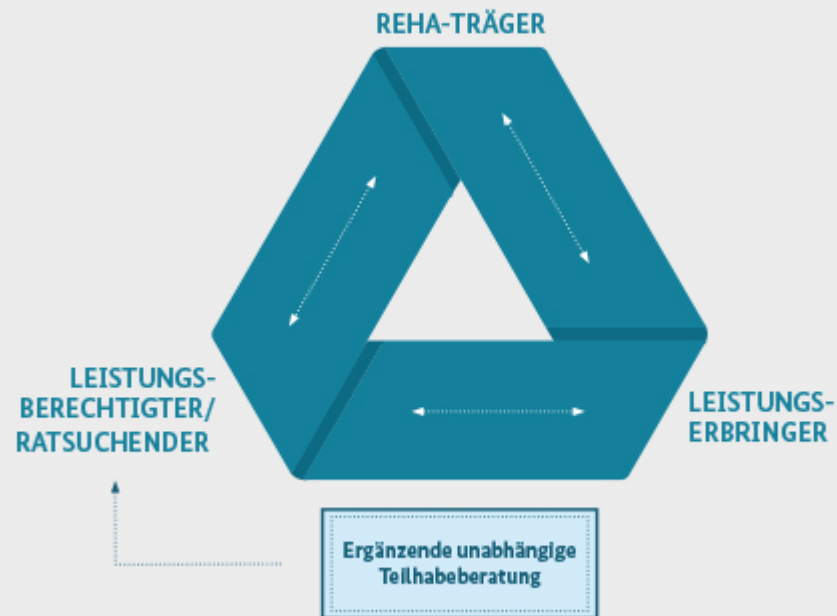 REHA-TRÄGER
LEISTUNGS-
BERECHTIGTER/
RATSUCHENDER
LEISTUNGS-
ERBRINGER
Ergänzende unabhängige
Teilhabeberatung